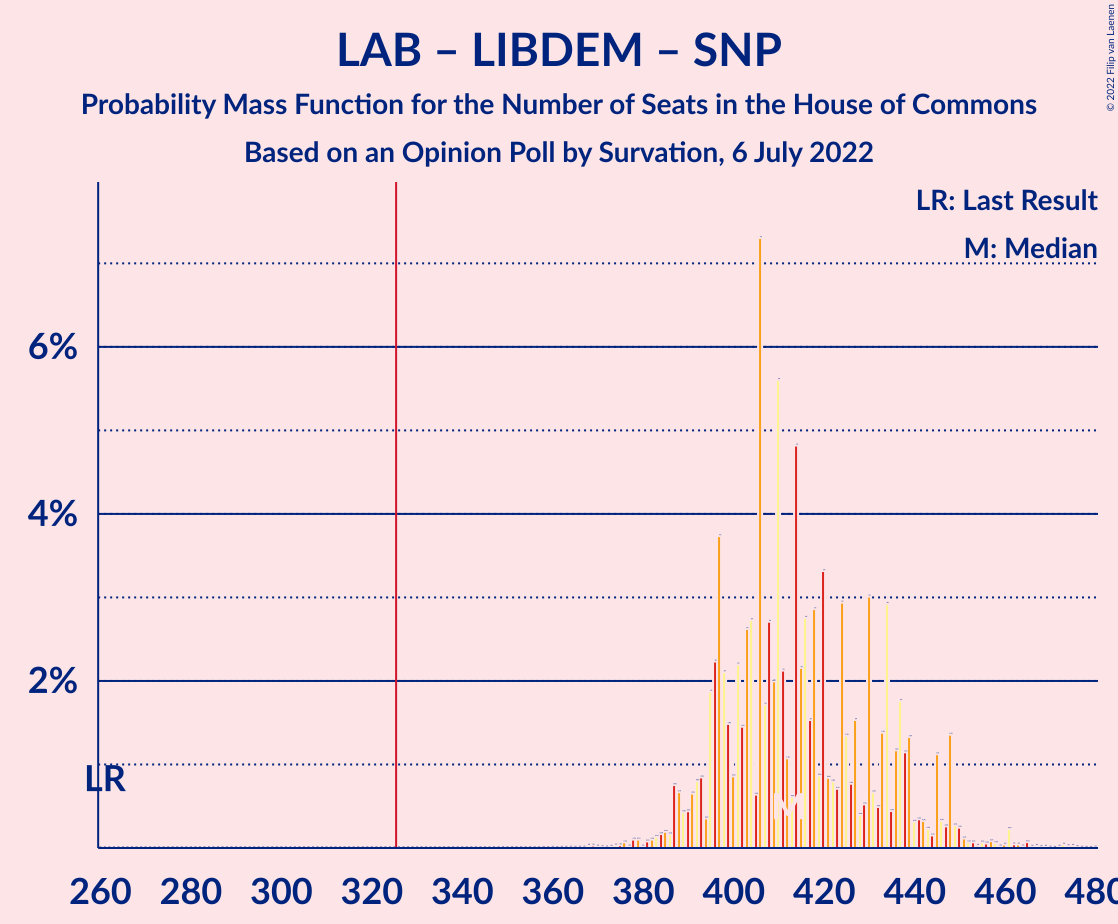 LAB – LIBDEM – SNP
Probability Mass Function for the Number of Seats in the House of Commons
Based on an Opinion Poll by Survation, 6 July 2022
© 2022 Filip van Laenen
LR: Last Result
M: Median
6%
4%
2%
LR
M
260 280 300 320 340 360 380 400 420 440 460 480